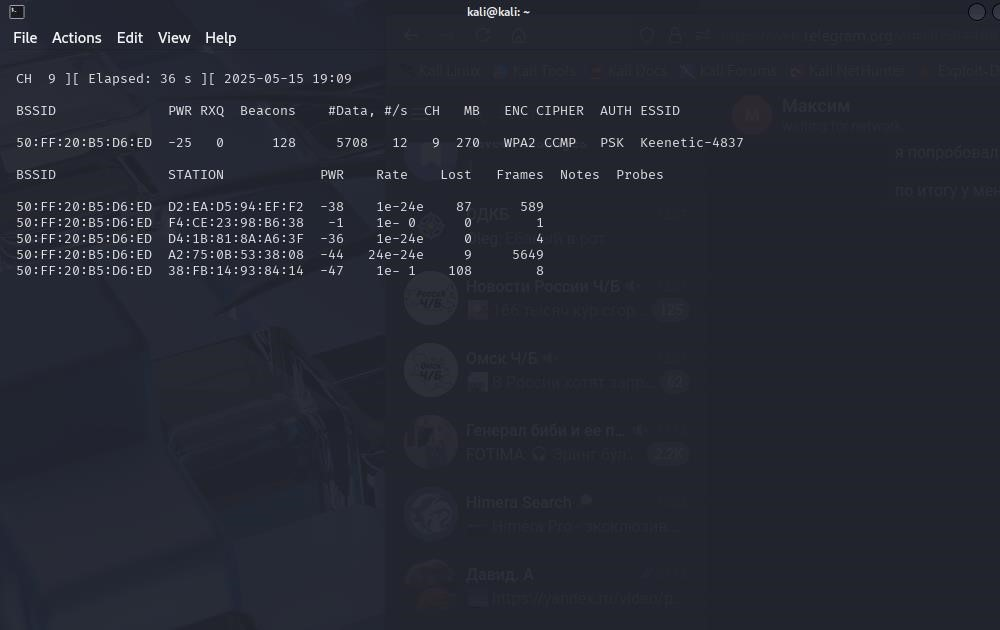 kali@kali: ~
File Actions Edit View Help
CH 9 ][ Elapsed: 36 s ][ 2025-05-15 19:09
BSSID PWR RXQ Beacons #Data, #/s CH MB ENC CIPHER AUTH ESSID
50:FF:20:B5:D6:ED -25 0 128 5708 12 9 270 WPA2 CCMP PSK Keenetic-4837
BSSID STATION PWR Rate Lost Frames Notes Probes
50:FF:20:B5:D6:ED D2:EA:D5:94:EF:F2 -38 1e-24e 87 589
50:FF:20:B5:D6:ED F4:CE:23:98:B6:38 -1 1e- 0 0 1
50:FF:20:B5:D6:ED D4:1B:81:8A:A6:3F -36 1e-24e 0 4
50:FF:20:B5:D6:ED A2:75:0B:53:38:08 -44 24e-24e 9 5649
50:FF:20:B5:D6:ED 38:FB:14:93:84:14 -47 1e- 1 108 8
telegram.org
Kali Linux Kali Tools Kali Docs Kali Forums Kali NetHunter Exploit-D
М Максим
waiting for network
я попробовал
по итогу у мен
ОДКБ
Новости России Ч/Б
166 тысяч кур сгор... 125
Омск Ч/Б
В России хотят запр... 62
Генерал биби и ее п...
FOTIMA: Эринг бул... 2.2K
Himera Search
Himera Pro - эксклюзив...
Давид. А
https://yandex.ru/video/p...